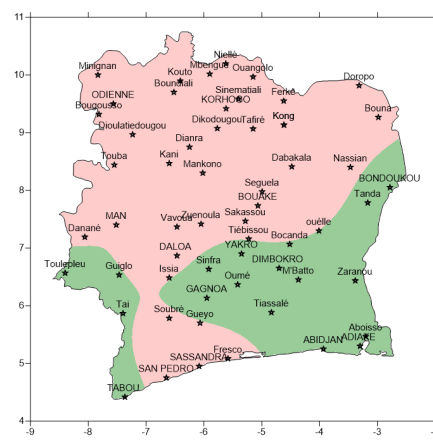 11
Niellé
Minignan
Kouto
Mbengué
Ouangolo
10
Doropo
Boundiali
Sinematiali
Ferké
ODIENNE
KORHOGO
Bougousso
Bouna
Kong
Dioulatiedougou
Dikodougou
Tafiré
9
Dianra
Touba
Kani
Mankono
Dabakala
Nassian
BONDOUKOU
8
Seguela
Tanda
BOUAKE
MAN
Vavoua
Zuenoula
Sakassou
Danané
Tiébissou
ouèlle
7
DALOA
YAKRO
Bocanda
Toulepleu
Guiglo
Issia
Sinfra
DIMBOKRO
Oumé
M'Batto
Zaranou
6
GAGNOA
Tai
Soubré
Gueyo
Tiassalé
Aboisso
ABIDJAN
ADIAKE
5
SASSANDRA
Fresco
SAN PEDRO
TABOU
4
-9 -8 -7 -6 -5 -4 -3 -2